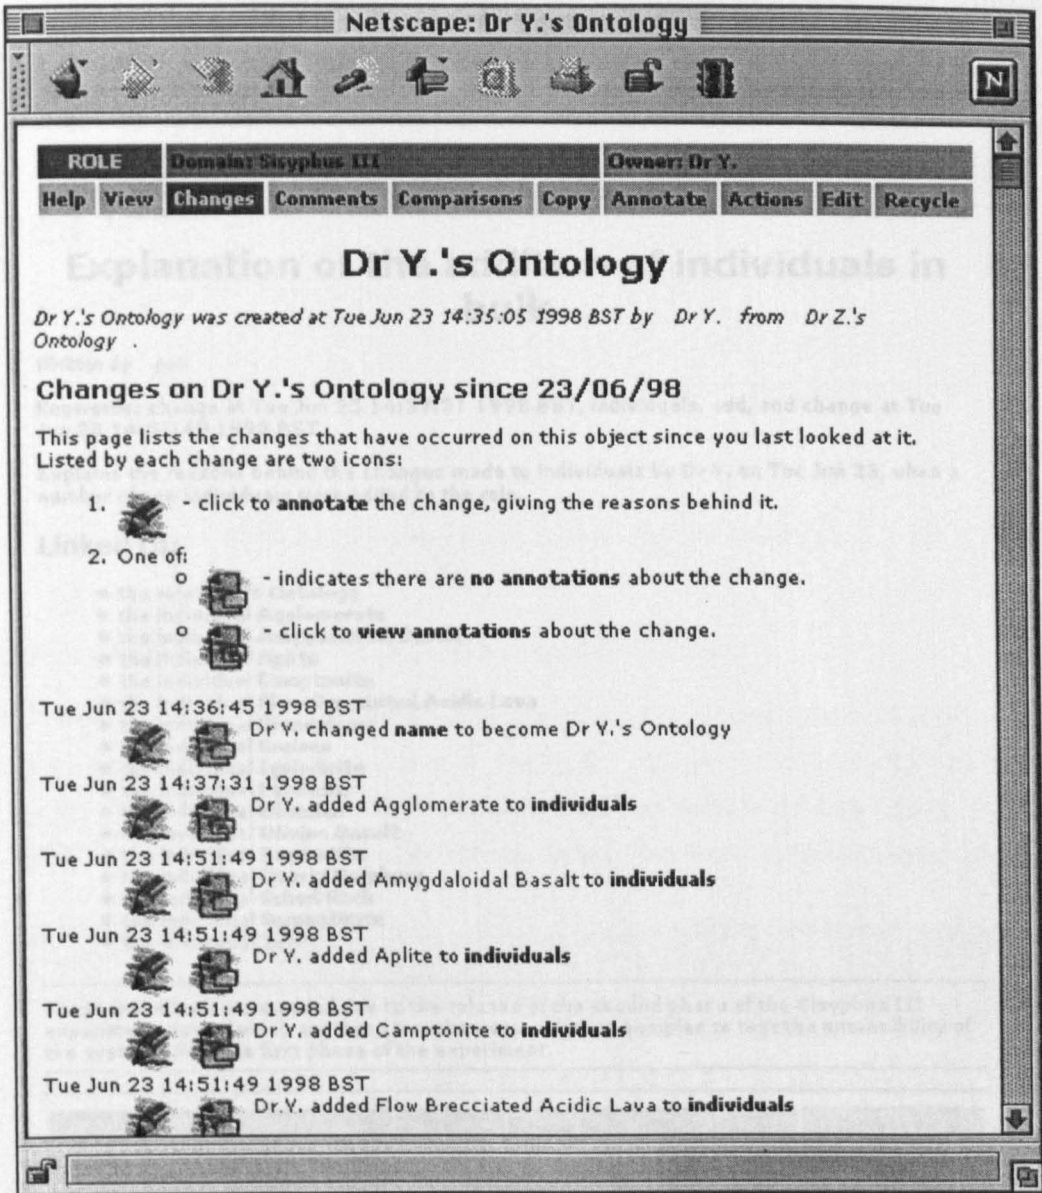 Netscape: Dr Y.'s Ontology
N
ROLE Domain: Sisyphus III Owner: Dr Y.
Help View Changes Comments Comparisons Copy Annotate Actions Edit Recycle
Dr Y.'s Ontology
Dr Y.'s Ontology was created at Tue Jun 23 14:35:05 1998 BST by Dr Y. from Dr Z.'s
Ontology .
Changes on Dr Y.'s Ontology since 23/06/98
This page lists the changes that have occurred on this object since you last looked at it.
Listed by each change are two icons:
1. - click to annotate the change, giving the reasons behind it.
2. One of:
o - indicates there are no annotations about the change.
o - click to view annotations about the change.
Tue Jun 23 14:36:45 1998 BST
Dr Y. changed name to become Dr Y.'s Ontology
Tue Jun 23 14:37:31 1998 BST
Dr Y. added Agglomerate to individuals
Tue Jun 23 14:51:49 1998 BST
Dr Y. added Amygdaloidal Basalt to individuals
Tue Jun 23 14:51:49 1998 BST
Dr Y. added Aplite to individuals
Tue Jun 23 14:51:49 1998 BST
Dr Y. added Camptonite to individuals
Tue Jun 23 14:51:49 1998 BST
Dr.Y. added Flow Brecciated Acidic Lava to individuals